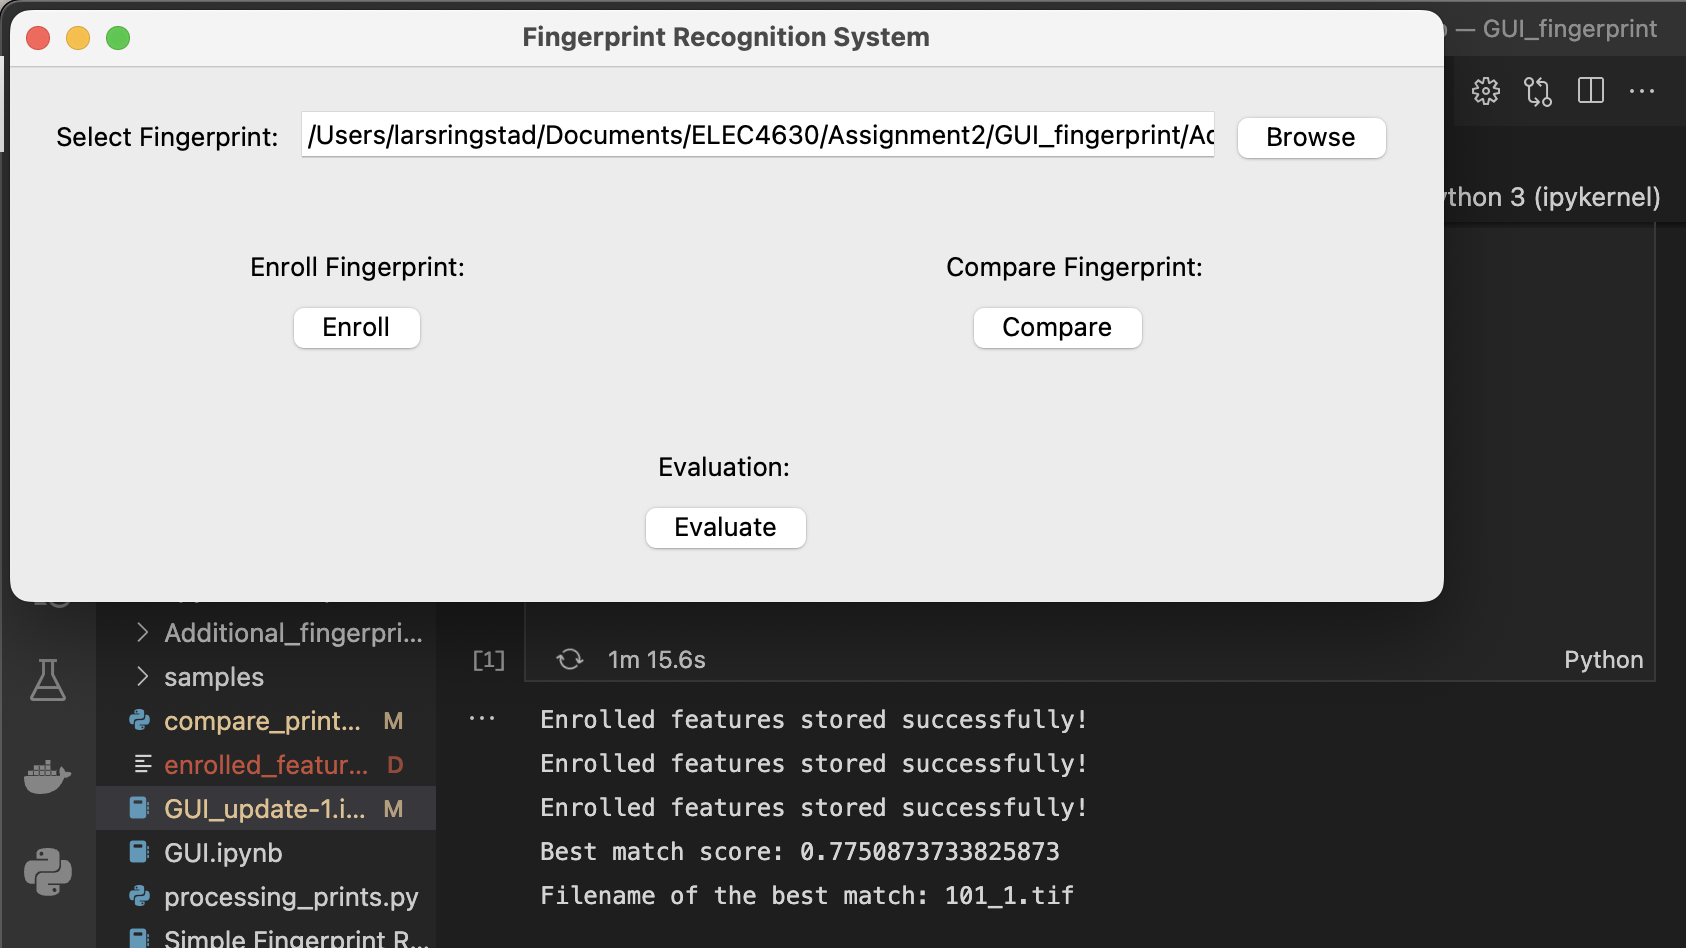 Fingerprint Recognition System
— GUI_fingerprint
Select Fingerprint: /Users/larsringstad/Documents/ELEC4630/Assignment2/GUI_fingerprint/Ad Browse
ython 3 (ipykernel)
Enroll Fingerprint: Compare Fingerprint:
Enroll Compare
Evaluation:
Evaluate
Additional_fingerpri...
samples
compare_print... M
enrolled_featur... D
GUI_update-1.i... M
GUI.ipynb
processing_prints.py
Simple Fingerprint R...
[1] 1m 15.6s Python
Enrolled features stored successfully!
Enrolled features stored successfully!
Enrolled features stored successfully!
Best match score: 0.7750873733825873
Filename of the best match: 101_1.tif